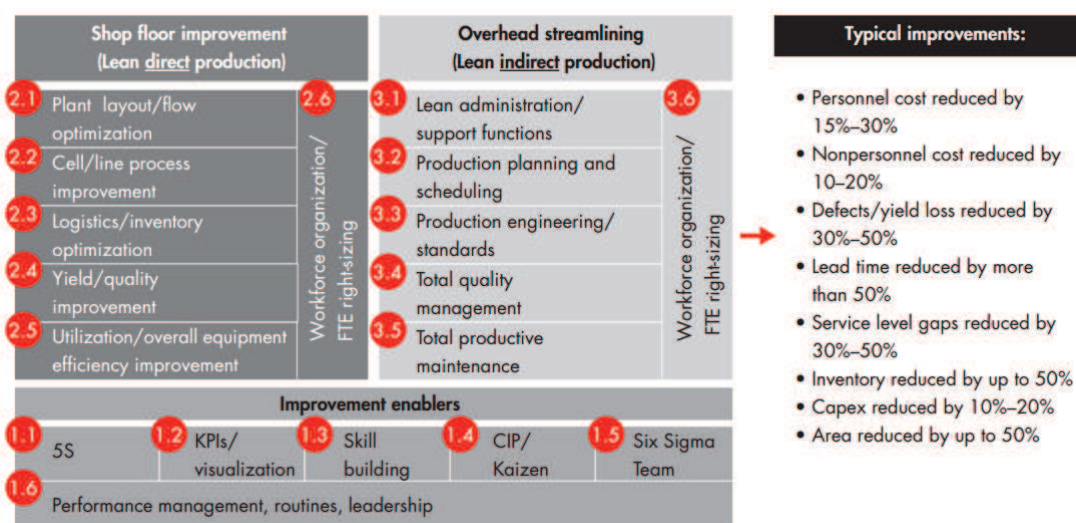 Shop floor improvement
(Lean direct production)
2.1
Plant layout/flow
optimization
2.2
Cell/line process
improvement
2.3
Logistics/inventory
optimization
2.4
Yield/quality
improvement
2.5
Utilization/overall equipment
efficiency improvement
2.6
Workforce organization/
FTE right-sizing
Overhead streamlining
(Lean indirect production)
3.1
Lean administration/
support functions
3.2
Production planning and
scheduling
3.3
Production engineering/
standards
3.4
Total quality
management
3.5
Total productive
maintenance
3.6
Workforce organization/
FTE right-sizing
Improvement enablers
1.1
5S
1.2
KPIs/
visualization
1.3
Skill
building
1.4
CIP/
Kaizen
1.5
Six Sigma
Team
1.6
Performance management, routines, leadership
Typical improvements:
• Personnel cost reduced by
15%–30%
• Nonpersonnel cost reduced by
10–20%
• Defects/yield loss reduced by
30%–50%
• Lead time reduced by more
than 50%
• Service level gaps reduced by
30%–50%
• Inventory reduced by up to 50%
• Capex reduced by 10%–20%
• Area reduced by up to 50%